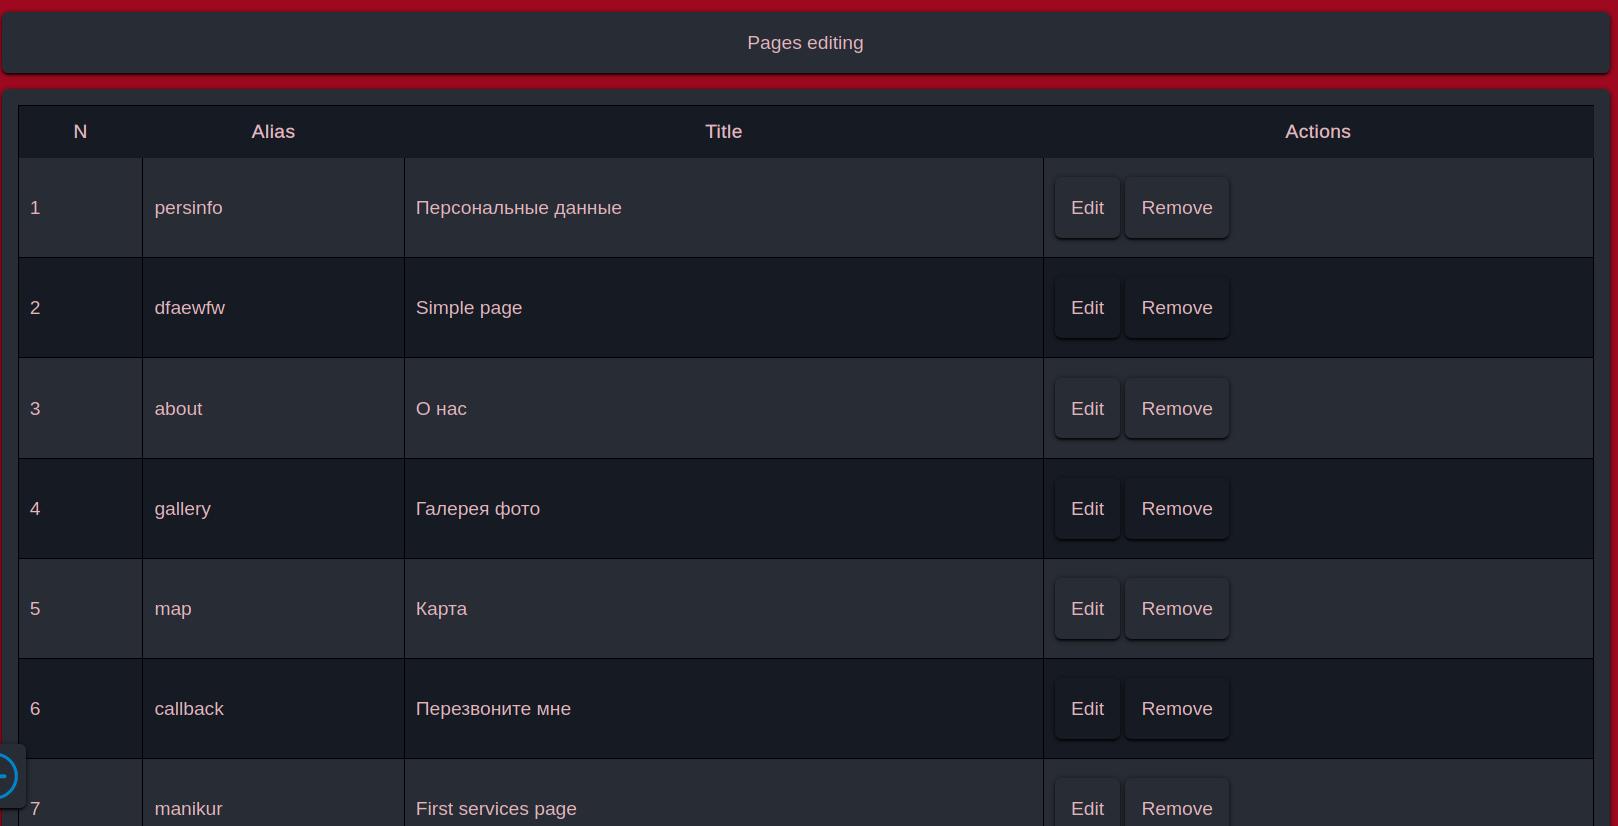 Pages editing
N Alias Title Actions
1 persinfo Персональные данные Edit Remove
2 dfaewfw Simple page Edit Remove
3 about О нас Edit Remove
4 gallery Галерея фото Edit Remove
5 map Карта Edit Remove
6 callback Перезвоните мне Edit Remove
7 manikur First services page Edit Remove